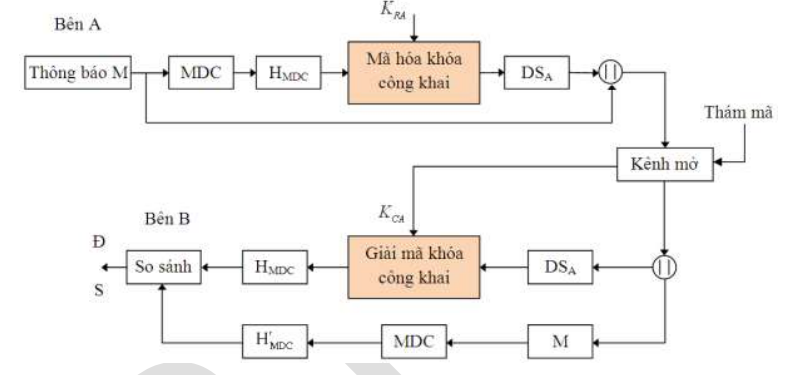 Bên A
K_RA
Thông báo M
MDC
H_MDC
Mã hóa khóa
công khai
DS_A
||
Thám mã
Kênh mở
Bên B
K_CA
Đ
S
So sánh
H_MDC
Giải mã khóa
công khai
DS_A
||
H'_MDC
MDC
M